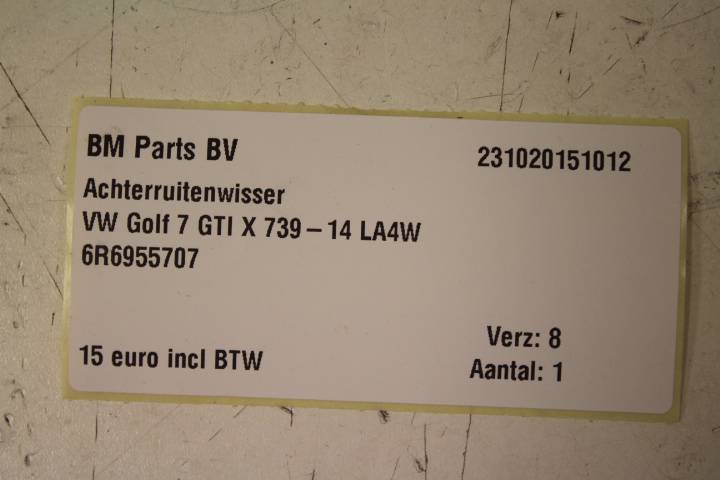 BM Parts BV 231020151012
Achterruitenwisser
VW Golf 7 GTI X 739-14 LA4W
6R6955707
Verz: 8
15 euro incl BTW Aantal: 1